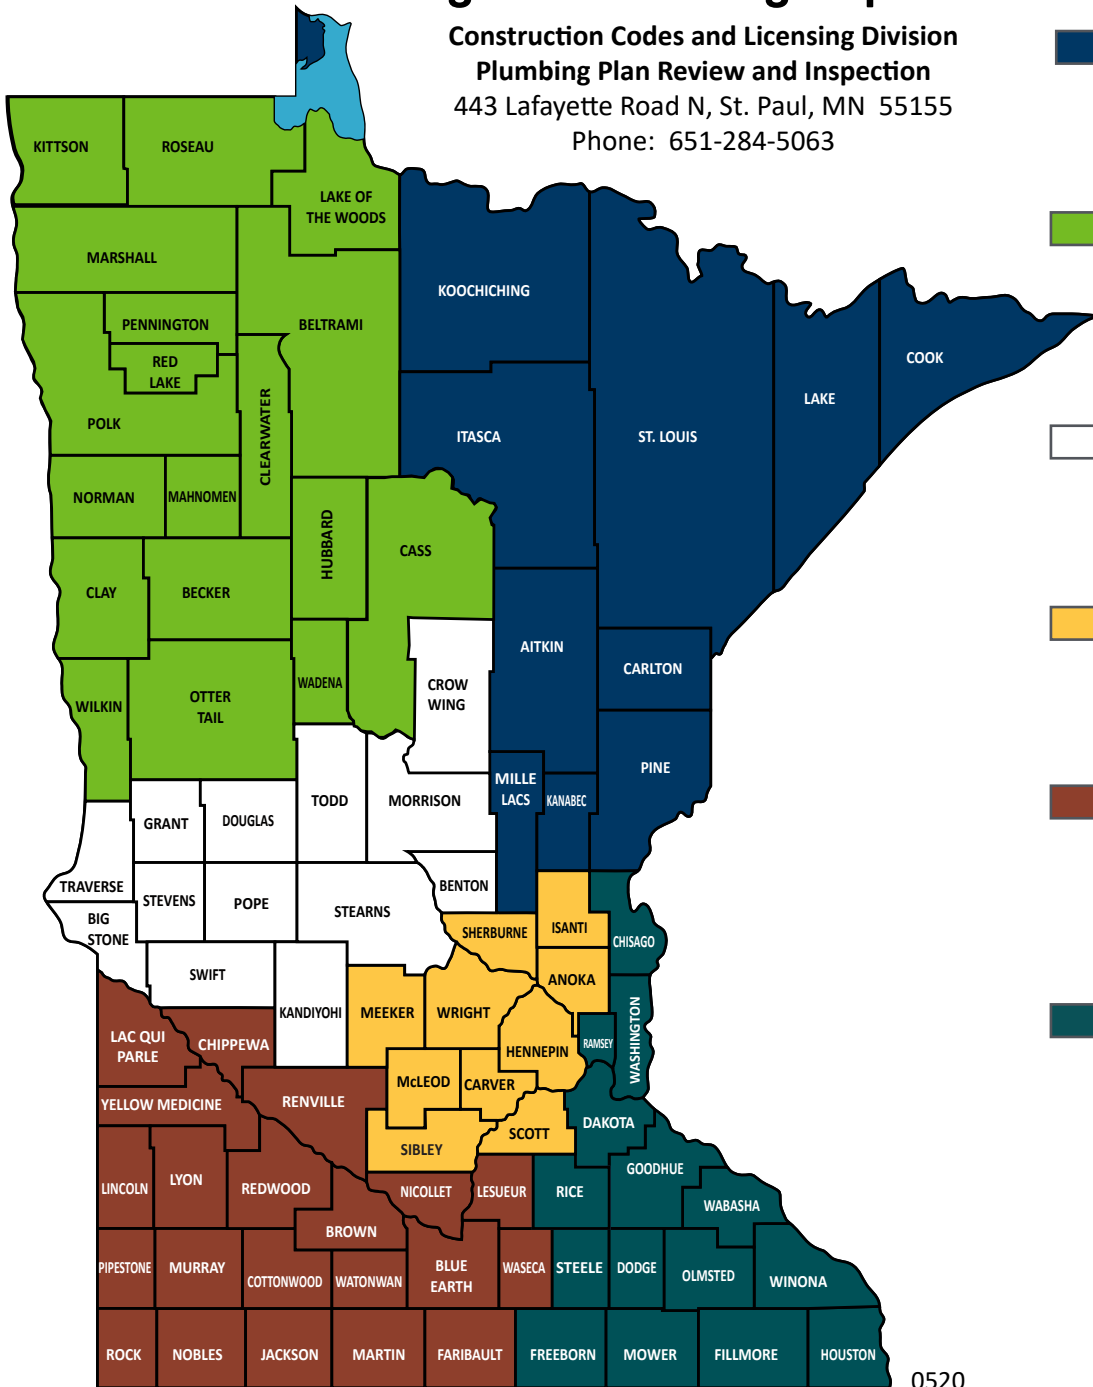 Construction Codes and Licensing Division
Plumbing Plan Review and Inspection
443 Lafayette Road N, St. Paul, MN  55155
Phone:  651-284-5063
KITTSON
ROSEAU
LAKE OF
THE WOODS
MARSHALL
KOOCHICHING
PENNINGTON
BELTRAMI
RED
LAKE
COOK
LAKE
POLK
CLEARWATER
ITASCA
ST. LOUIS
NORMAN
MAHNOMEN
HUBBARD
CASS
CLAY
BECKER
AITKIN
CARLTON
WADENA
CROW
WING
OTTER
TAIL
WILKIN
PINE
MILLE
LACS
KANABEC
TODD
MORRISON
GRANT
DOUGLAS
TRAVERSE
BENTON
STEVENS
POPE
STEARNS
BIG
STONE
SHERBURNE
ISANTI
CHISAGO
SWIFT
ANOKA
KANDIYOHI
MEEKER
WRIGHT
WASHINGTON
LAC QUI
PARLE
CHIPPEWA
HENNEPIN
RAMSEY
McLEOD
CARVER
YELLOW MEDICINE
RENVILLE
DAKOTA
SCOTT
SIBLEY
GOODHUE
LINCOLN
LYON
REDWOOD
NICOLLET
LESUEUR
RICE
WABASHA
BROWN
PIPESTONE
MURRAY
COTTONWOOD
WATONWAN
BLUE
EARTH
WASECA
STEELE
DODGE
OLMSTED
WINONA
ROCK
NOBLES
JACKSON
MARTIN
FARIBAULT
FREEBORN
MOWER
FILLMORE
HOUSTON
0520